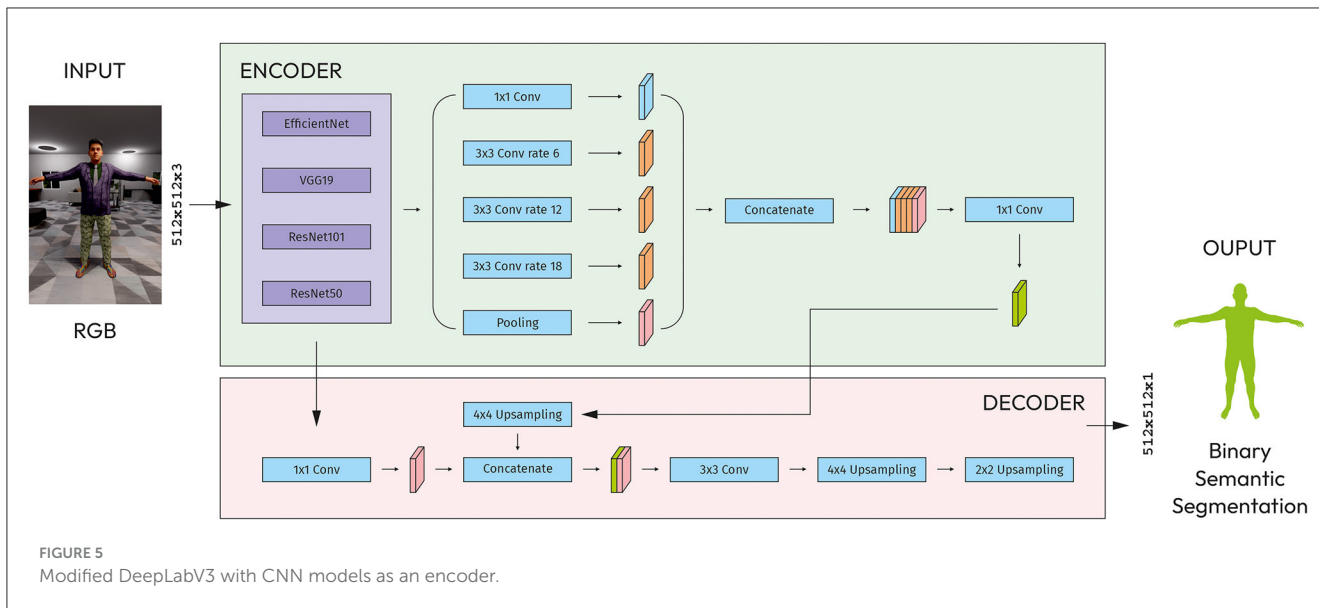 INPUT
RGB
512x512x3
ENCODER
EfficientNet
VGG19
ResNet101
ResNet50
1x1 Conv
3x3 Conv rate 6
3x3 Conv rate 12
3x3 Conv rate 18
Pooling
Concatenate
1x1 Conv
DECODER
4x4 Upsampling
1x1 Conv
Concatenate
3x3 Conv
4x4 Upsampling
2x2 Upsampling
512x512x1
OUPUT
Binary
Semantic
Segmentation
FIGURE 5
Modified DeepLabV3 with CNN models as an encoder.